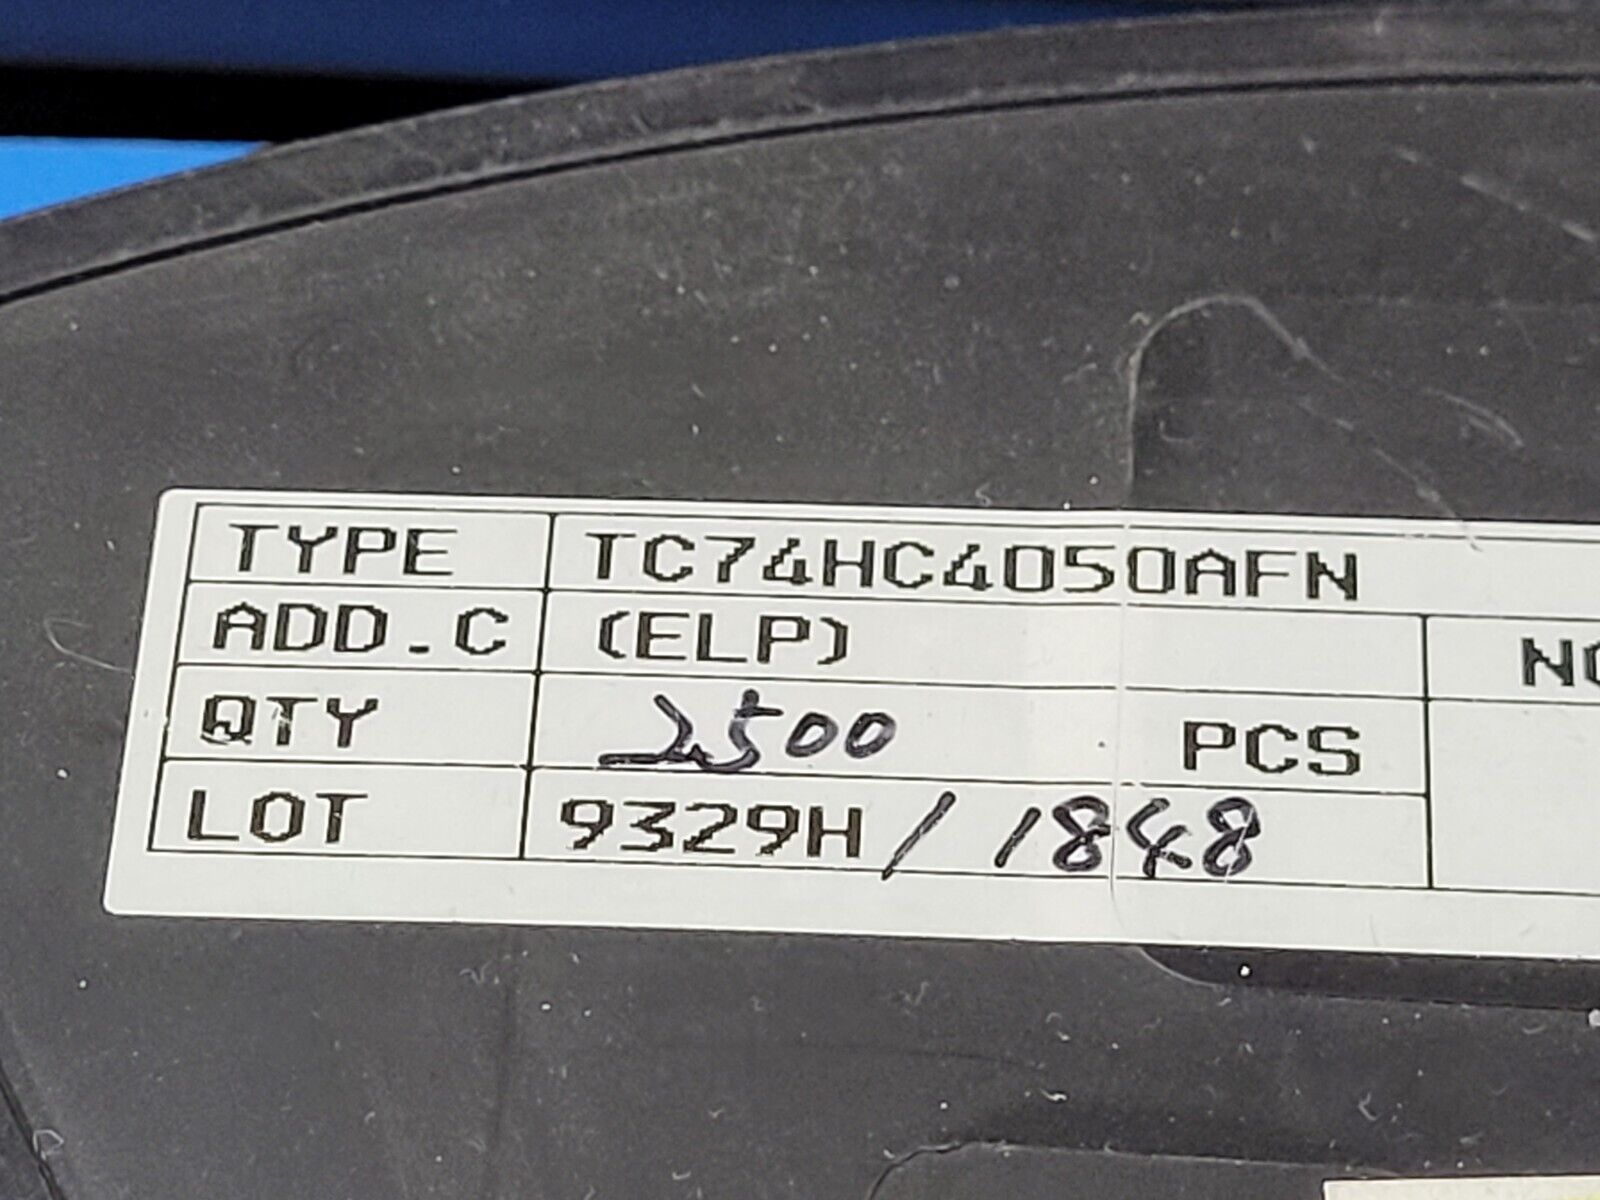 TYPE TC74HC4050AFN
ADD.C (ELP)
QTY 2500 PCS
LOT 9329H / 1848